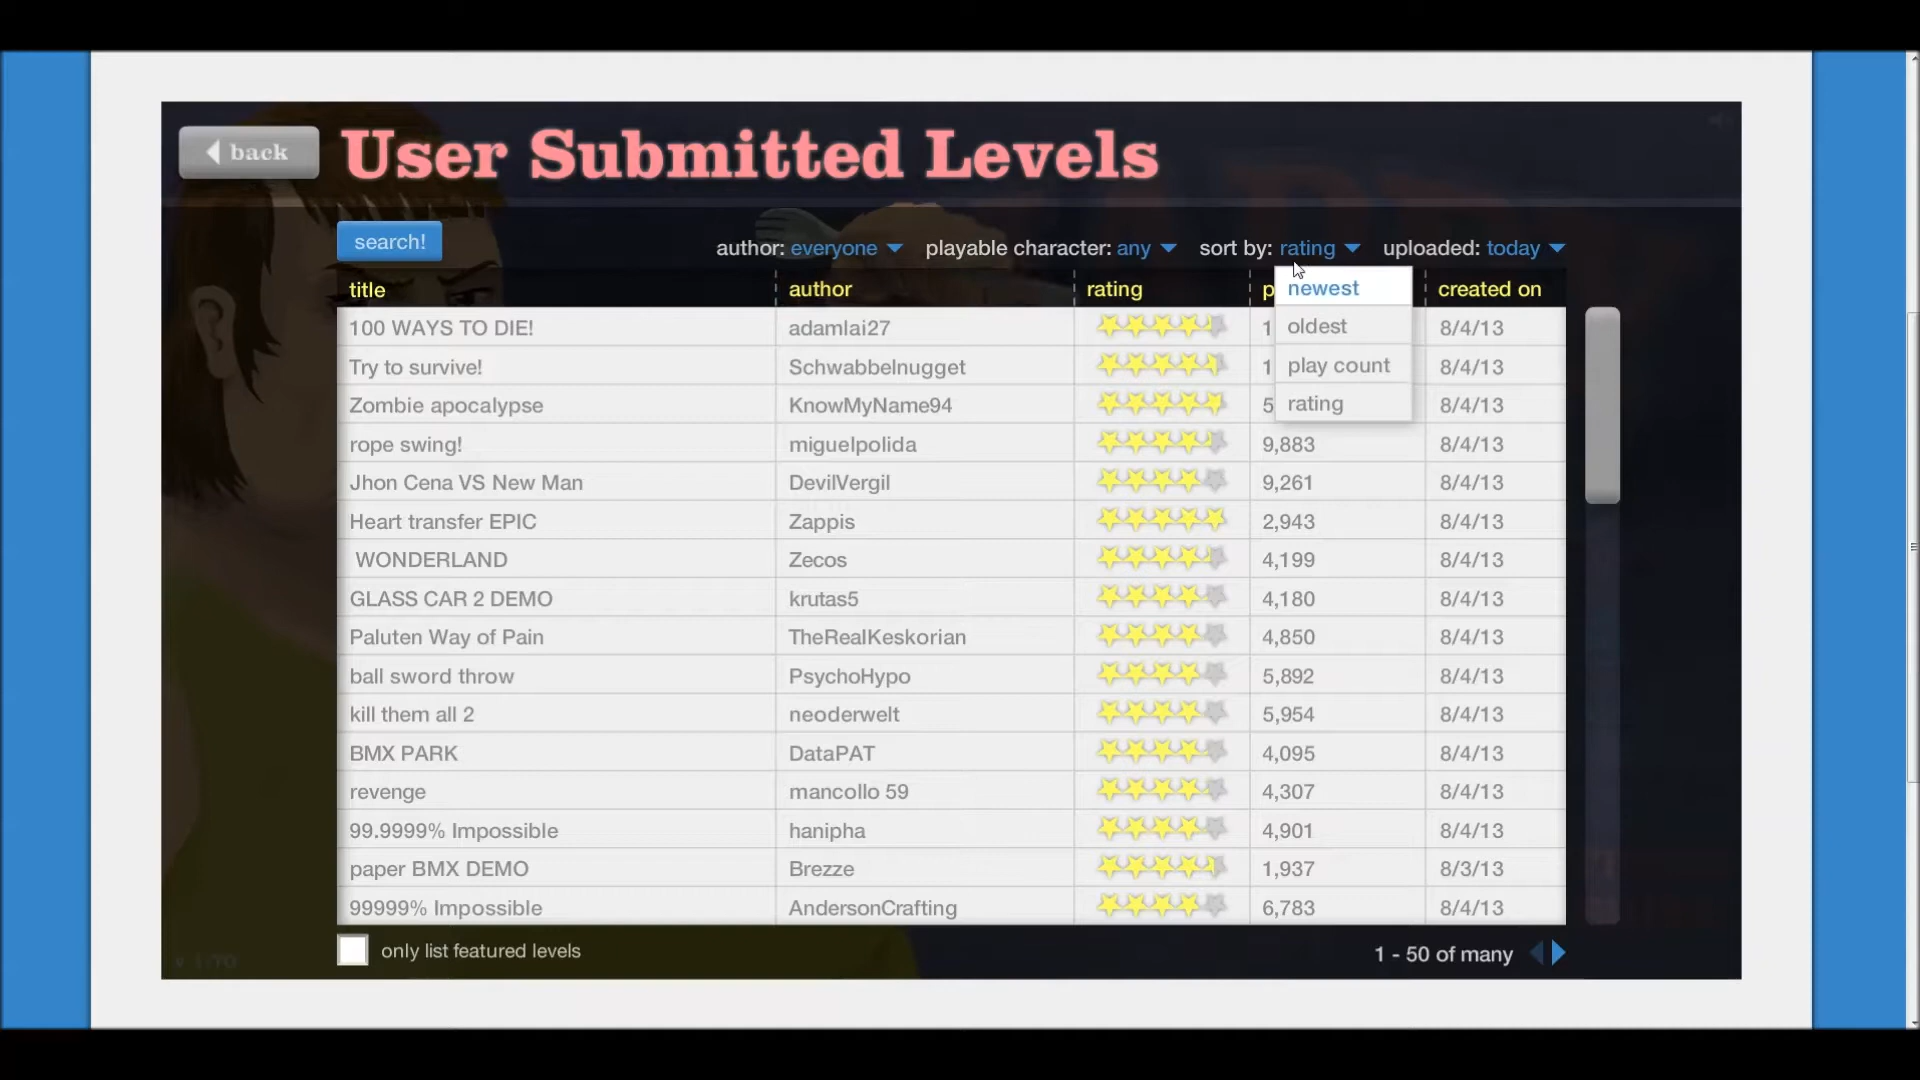 back
User Submitted Levels
search!
author: everyone playable character: any sort by: rating uploaded: today
title author rating p created on
newest
oldest
play count
rating
100 WAYS TO DIE! adamlai27 1 8/4/13
Try to survive! Schwabbelnugget 1 8/4/13
Zombie apocalypse KnowMyName94 5 8/4/13
rope swing! miguelpolida 9,883 8/4/13
Jhon Cena VS New Man DevilVergil 9,261 8/4/13
Heart transfer EPIC Zappis 2,943 8/4/13
WONDERLAND Zecos 4,199 8/4/13
GLASS CAR 2 DEMO krutas5 4,180 8/4/13
Paluten Way of Pain TheRealKeskorian 4,850 8/4/13
ball sword throw PsychoHypo 5,892 8/4/13
kill them all 2 neoderwelt 5,954 8/4/13
BMX PARK DataPAT 4,095 8/4/13
revenge mancollo 59 4,307 8/4/13
99.9999% Impossible hanipha 4,901 8/4/13
paper BMX DEMO Brezze 1,937 8/3/13
99999% Impossible AndersonCrafting 6,783 8/4/13
only list featured levels
1 - 50 of many
v 1.70